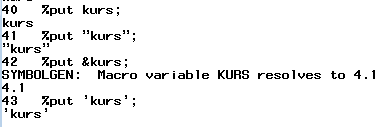 40   %put kurs;
kurs
41   %put "kurs";
"kurs"
42   %put &kurs;
SYMBOLGEN:  Macro variable KURS resolves to 4.1
4.1
43   %put 'kurs';
'kurs'